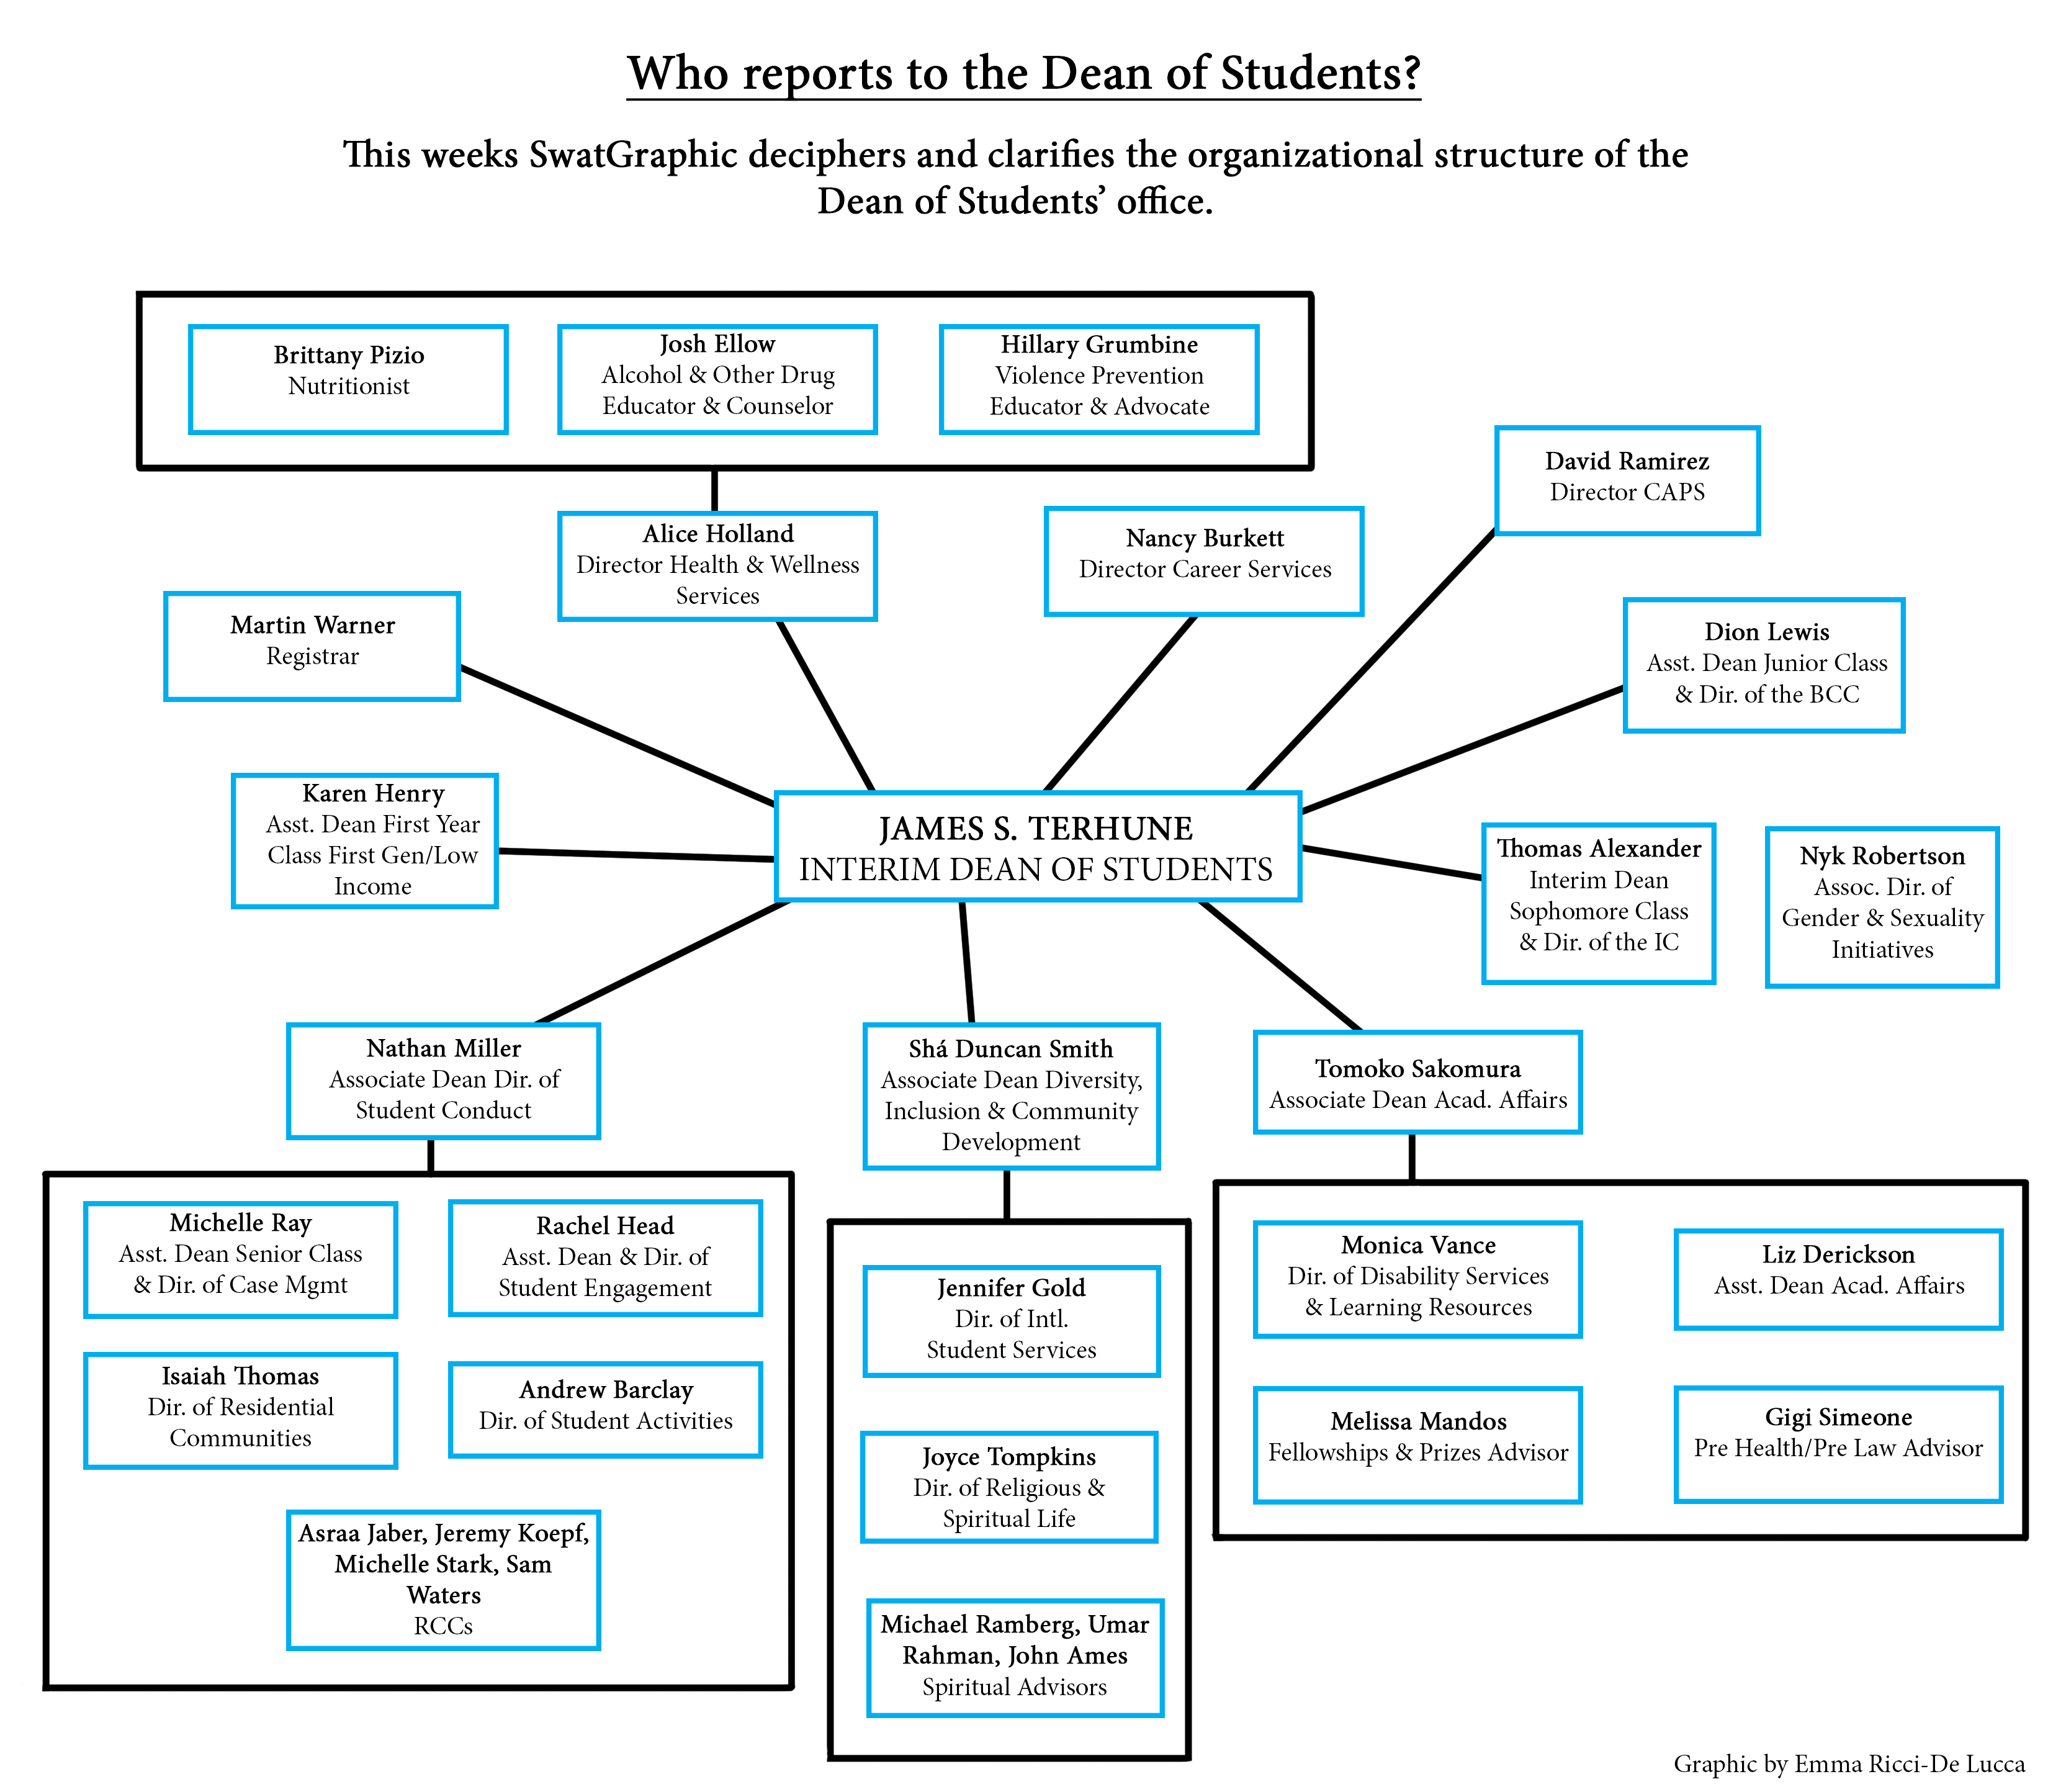 Who reports to the Dean of Students?
This weeks SwatGraphic deciphers and clarifies the organizational structure of the
Dean of Students’ office.
Brittany Pizio
Nutritionist
Josh Ellow
Alcohol & Other Drug
Educator & Counselor
Hillary Grumbine
Violence Prevention
Educator & Advocate
David Ramirez
Director CAPS
Alice Holland
Director Health & Wellness
Services
Nancy Burkett
Director Career Services
Martin Warner
Registrar
Dion Lewis
Asst. Dean Junior Class
& Dir. of the BCC
Karen Henry
Asst. Dean First Year
Class First Gen/Low
Income
JAMES S. TERHUNE
INTERIM DEAN OF STUDENTS
Thomas Alexander
Interim Dean
Sophomore Class
& Dir. of the IC
Nyk Robertson
Assoc. Dir. of
Gender & Sexuality
Initiatives
Nathan Miller
Associate Dean Dir. of
Student Conduct
Shá Duncan Smith
Associate Dean Diversity,
Inclusion & Community
Development
Tomoko Sakomura
Associate Dean Acad. Affairs
Michelle Ray
Asst. Dean Senior Class
& Dir. of Case Mgmt
Rachel Head
Asst. Dean & Dir. of
Student Engagement
Isaiah Thomas
Dir. of Residential
Communities
Andrew Barclay
Dir. of Student Activities
Asraa Jaber, Jeremy Koepf,
Michelle Stark, Sam
Waters
RCCs
Jennifer Gold
Dir. of Intl.
Student Services
Joyce Tompkins
Dir. of Religious &
Spiritual Life
Michael Ramberg, Umar
Rahman, John Ames
Spiritual Advisors
Monica Vance
Dir. of Disability Services
& Learning Resources
Liz Derickson
Asst. Dean Acad. Affairs
Melissa Mandos
Fellowships & Prizes Advisor
Gigi Simeone
Pre Health/Pre Law Advisor
Graphic by Emma Ricci-De Lucca